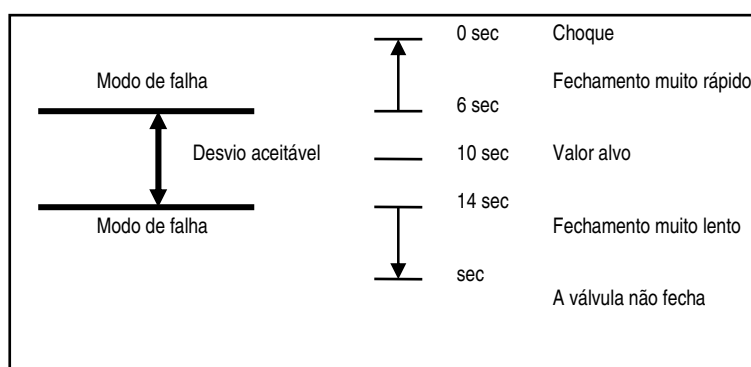 0 sec Choque
Modo de falha Fechamento muito rápido
6 sec
Desvio aceitável 10 sec Valor alvo
14 sec
Modo de falha Fechamento muito lento
sec
A válvula não fecha